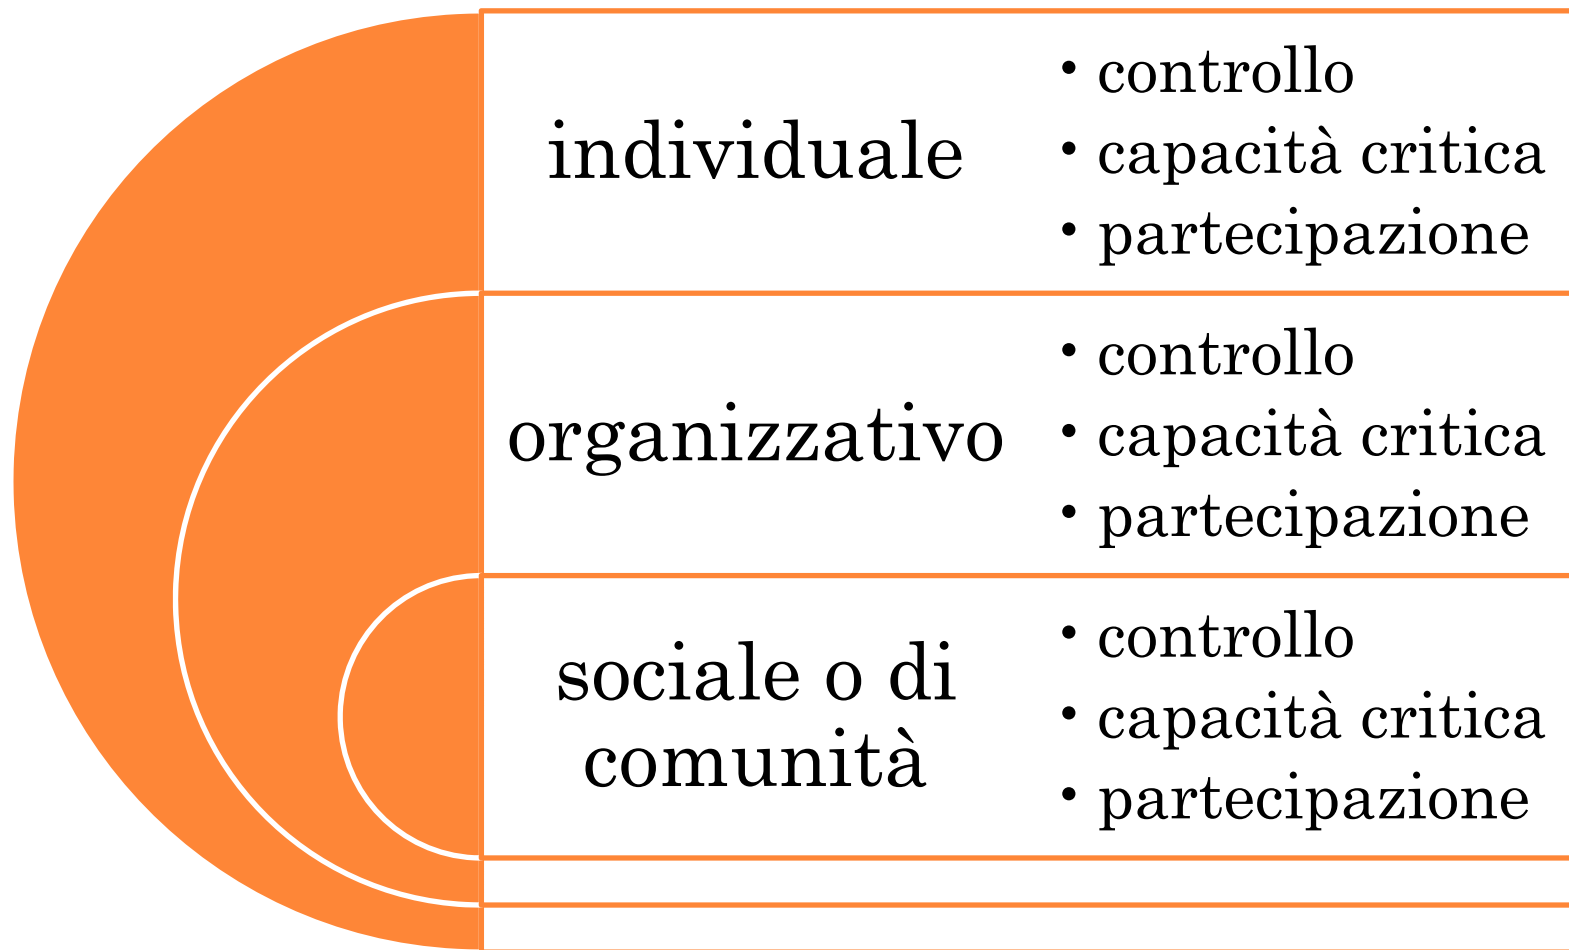 individuale
• controllo
• capacità critica
• partecipazione
organizzativo
• controllo
• capacità critica
• partecipazione
sociale o di
comunità
• controllo
• capacità critica
• partecipazione